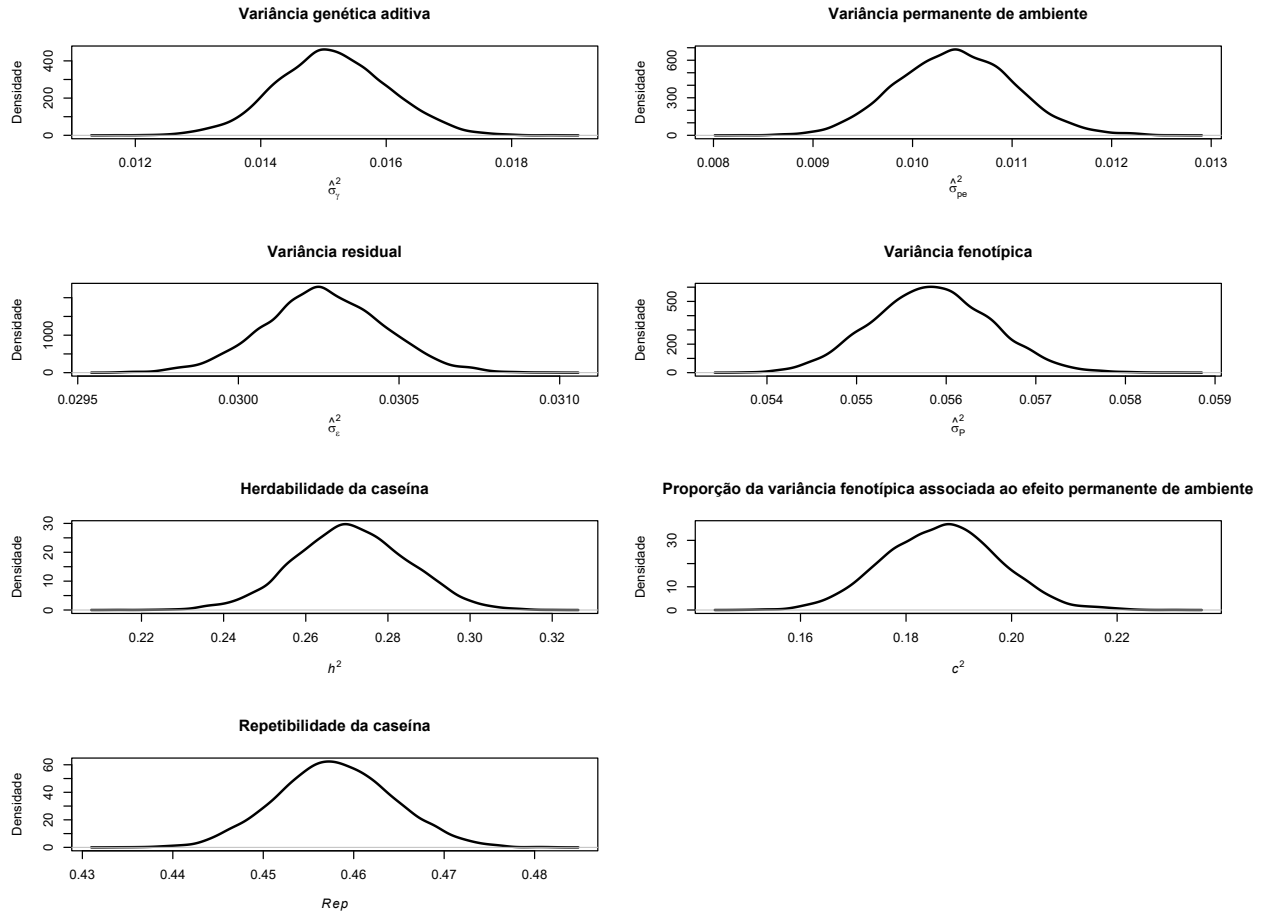 Variância genética aditiva
Densidade
0 200 400
0.012 0.014 0.016 0.018
σ̂²γ
Variância permanente de ambiente
Densidade
0 300 600
0.008 0.009 0.010 0.011 0.012 0.013
σ̂²pe
Variância residual
Densidade
0 1000
0.0295 0.0300 0.0305 0.0310
σ̂²ε
Variância fenotípica
Densidade
0 200 500
0.054 0.055 0.056 0.057 0.058 0.059
σ̂²P
Herdabilidade da caseína
Densidade
0 10 20 30
0.22 0.24 0.26 0.28 0.30 0.32
h²
Proporção da variância fenotípica associada ao efeito permanente de ambiente
Densidade
0 10 30
0.16 0.18 0.20 0.22
c²
Repetibilidade da caseína
Densidade
0 20 40 60
0.43 0.44 0.45 0.46 0.47 0.48
Rep